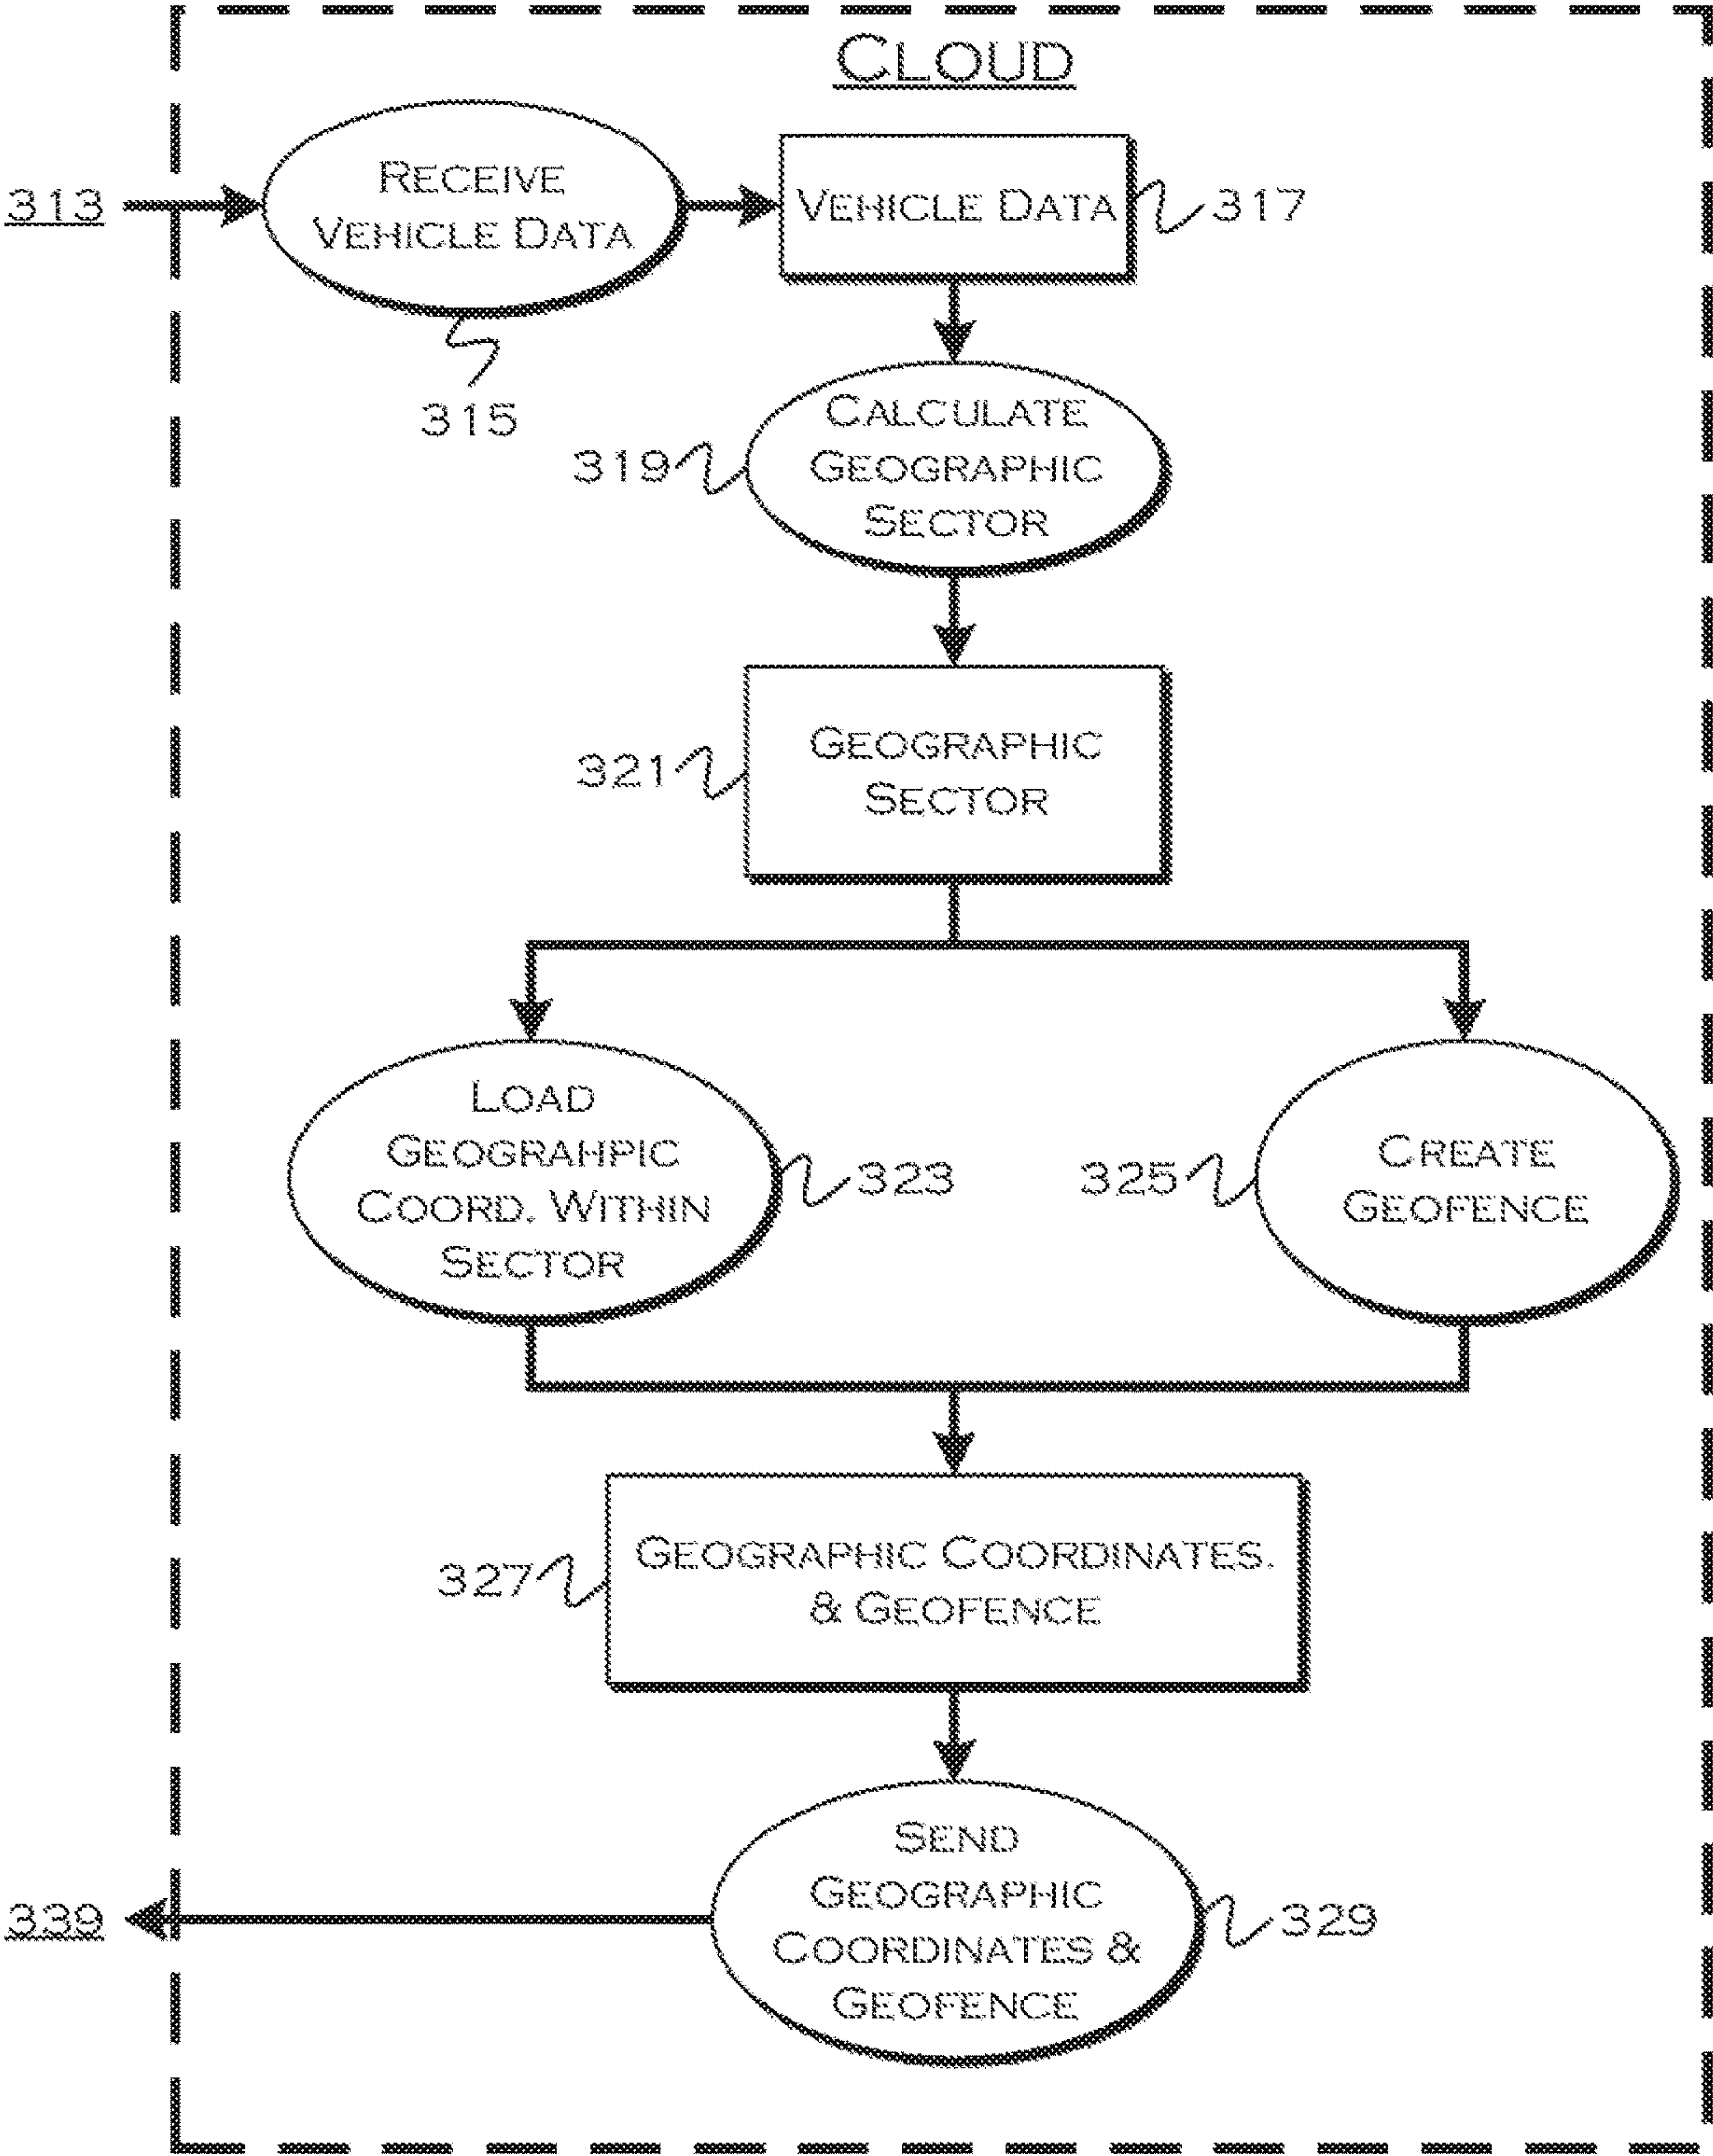 CLOUD
313
RECEIVE
VEHICLE DATA
315
VEHICLE DATA
317
CALCULATE
GEOGRAPHIC
SECTOR
319
GEOGRAPHIC
SECTOR
321
LOAD
GEOGRAHPIC
COORD. WITHIN
SECTOR
323
325
CREATE
GEOFENCE
GEOGRAPHIC COORDINATES.
& GEOFENCE
327
SEND
GEOGRAPHIC
COORDINATES &
GEOFENCE
329
339